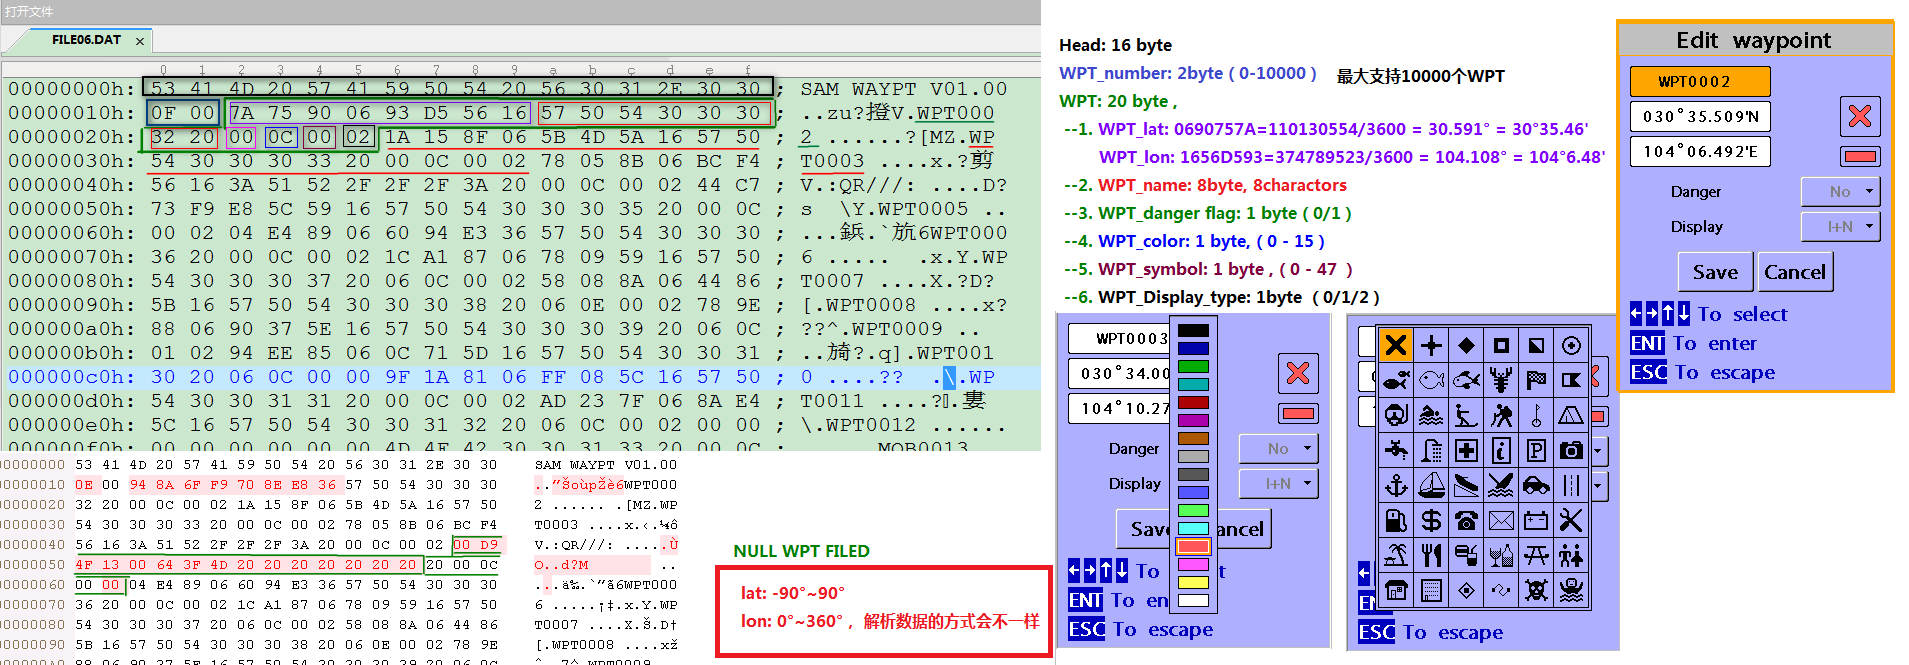 打开文件
FILE06.DAT ×
0 1 2 3 4 5 6 7 8 9 a b c d e f
00000000h: 53 41 4D 20 57 41 59 50 54 20 56 30 31 2E 30 30 ; SAM WAYPT V01.00
00000010h: 0F 00 7A 75 90 06 93 D5 56 16 57 50 54 30 30 30 ; ..zu?撜V.WPT000
00000020h: 32 20 00 0C 00 02 1A 15 8F 06 5B 4D 5A 16 57 50 ; 2 ......?[MZ.WP
00000030h: 54 30 30 30 33 20 00 0C 00 02 78 05 8B 06 BC F4 ; T0003 ....x.?剪
00000040h: 56 16 3A 51 52 2F 2F 2F 3A 20 00 0C 00 02 44 C7 ; V.:QR///: ....D?
00000050h: 73 F9 E8 5C 59 16 57 50 54 30 30 30 35 20 00 0C ; s \Y.WPT0005 ..
00000060h: 00 02 04 E4 89 06 60 94 E3 36 57 50 54 30 30 30 ; ...鋲.`旈6WPT000
00000070h: 36 20 00 0C 00 02 1C A1 87 06 78 09 59 16 57 50 ; 6 ..... .x.Y.WP
00000080h: 54 30 30 30 37 20 06 0C 00 02 58 08 8A 06 44 86 ; T0007 ....X.?D?
00000090h: 5B 16 57 50 54 30 30 30 38 20 06 0E 00 02 78 9E ; [.WPT0008 ....x?
000000a0h: 88 06 90 37 5E 16 57 50 54 30 30 30 39 20 06 0C ; ??^.WPT0009 ..
000000b0h: 01 02 94 EE 85 06 0C 71 5D 16 57 50 54 30 30 31 ; ..旖?.q].WPT001
000000c0h: 30 20 06 0C 00 00 9F 1A 81 06 FF 08 5C 16 57 50 ; 0 ....?? .\.WP
000000d0h: 54 30 30 31 31 20 00 0C 00 02 AD 23 7F 06 8A E4 ; T0011 ....?
000000e0h: 5C 16 57 50 54 30 30 31 32 20 06 0C 00 02 00 00 ; \.WPT0012 ......
000000f0h: 00 00 00 00 00 00 4D 4F 42 30 30 31 33 20 00 0C ; ......MOB0013 ..
00000000 53 41 4D 20 57 41 59 50 54 20 56 30 31 2E 30 30 SAM WAYPT V01.00
00000010 0E 00 94 8A 6F F9 70 8E E8 36 57 50 54 30 30 30 ..”ŠoùpŽè6WPT000
00000020 32 20 00 0C 00 02 1A 15 8F 06 5B 4D 5A 16 57 50 2 ...... .[MZ.WP
00000030 54 30 30 30 33 20 00 0C 00 02 78 05 8B 06 BC F4 T0003 ....x.‹.¼ô
00000040 56 16 3A 51 52 2F 2F 2F 3A 20 00 0C 00 02 00 D9 V.:QR///: .....Ù
00000050 4F 13 00 64 3F 4D 20 20 20 20 20 20 20 20 00 0C O..d?M ..
00000060 00 00 04 E4 89 06 60 94 E3 36 57 50 54 30 30 30 ...ä‰.`”ã6WPT000
00000070 36 20 00 0C 00 02 1C A1 87 06 78 09 59 16 57 50 6 .....¡‡.x.Y.WP
00000080 54 30 30 30 37 20 06 0C 00 02 58 08 8A 06 44 86 T0007 ....X.Š.D†
00000090 5B 16 57 50 54 30 30 30 38 20 06 0E 00 02 78 9E [.WPT0008 ....xž
Head: 16 byte
WPT_number: 2byte ( 0-10000 ) 最大支持10000个WPT
WPT: 20 byte ,
--1. WPT_lat: 0690757A=110130554/3600 = 30.591° = 30°35.46'
WPT_lon: 1656D593=374789523/3600 = 104.108° = 104°6.48'
--2. WPT_name: 8byte, 8charactors
--3. WPT_danger flag: 1 byte ( 0/1 )
--4. WPT_color: 1 byte, ( 0 - 15 )
--5. WPT_symbol: 1 byte , ( 0 - 47 )
--6. WPT_Display_type: 1byte ( 0/1/2 )
NULL WPT FILED
lat: -90°~90°
lon: 0°~360° , 解析数据的方式会不一样
WPT0003
030°34.00
104°10.27
Danger No
Display I+N
Save Cancel
←→↑↓ To
ENT To en
ESC To escape
ESC To escape
Edit waypoint
WPT0002
030°35.509'N
104°06.492'E
Danger No
Display I+N
Save Cancel
←→↑↓ To select
ENT To enter
ESC To escape